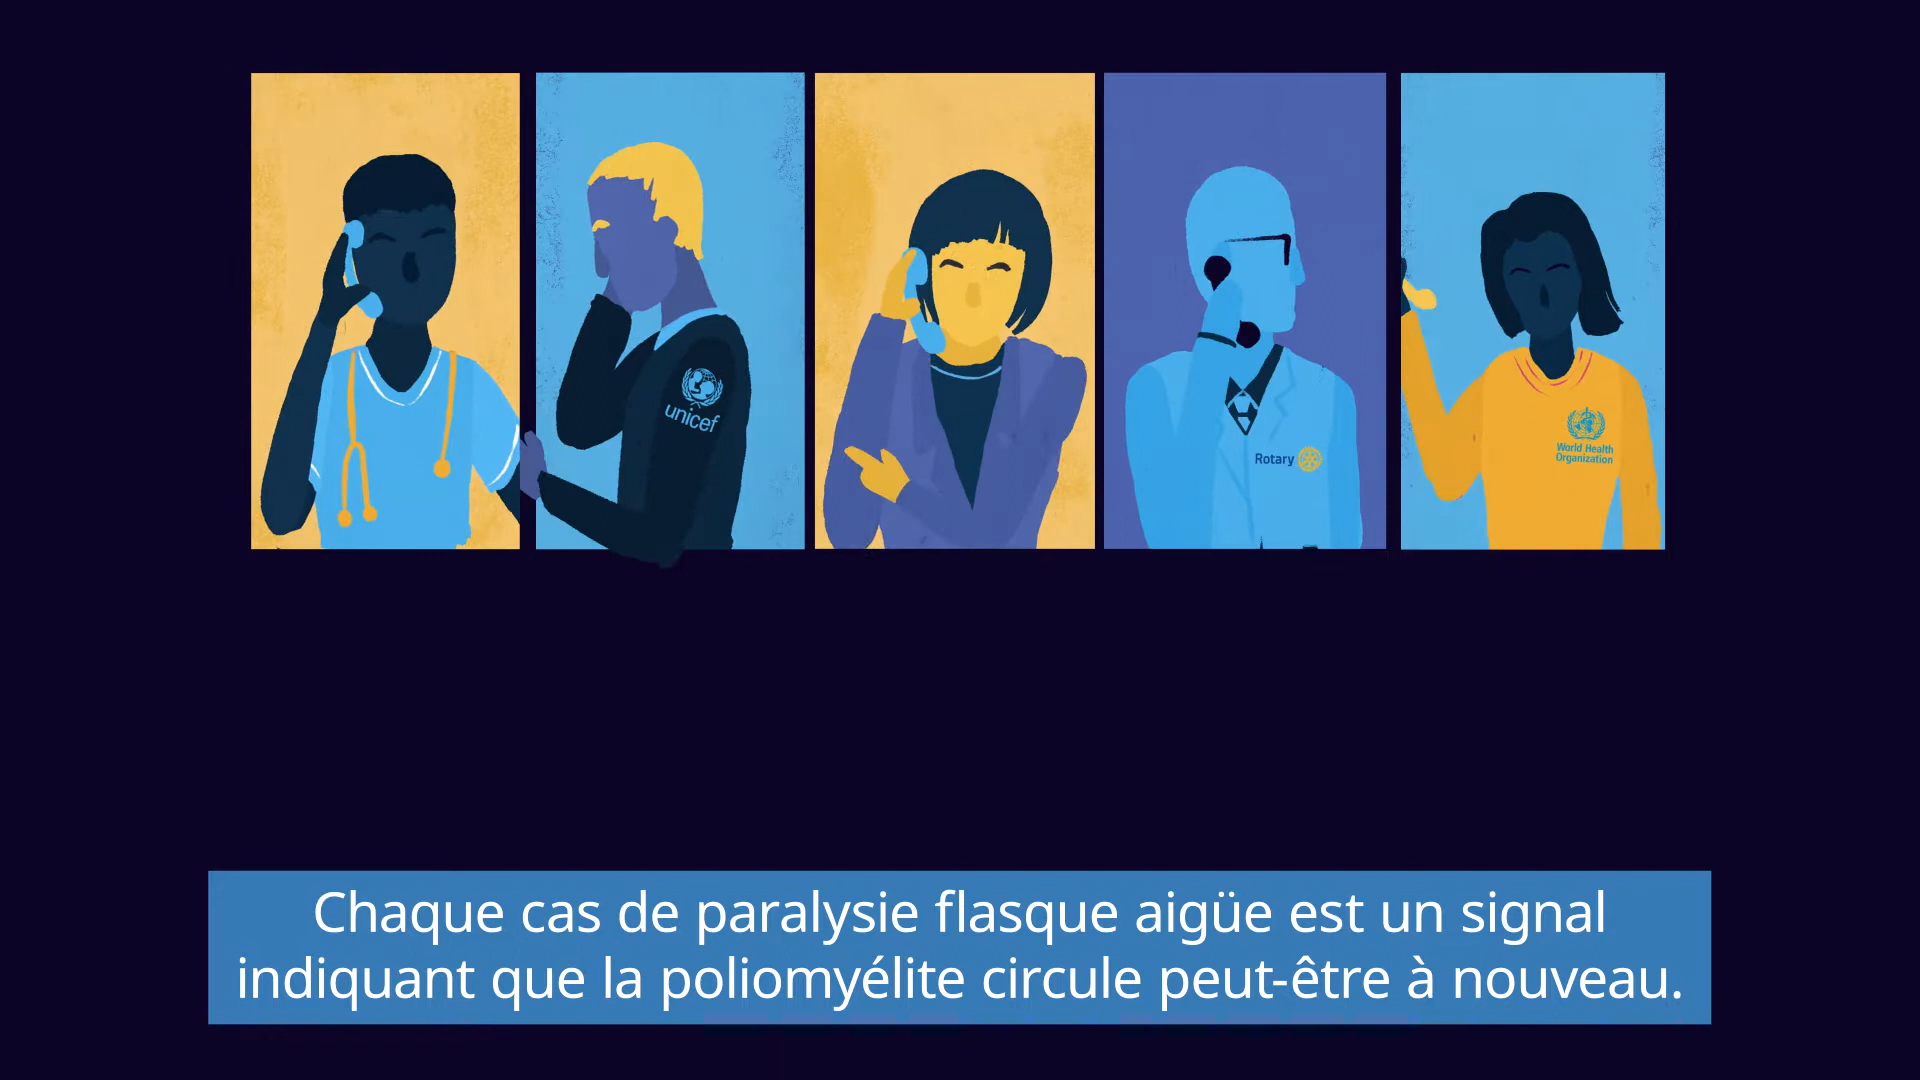 unicef
Rotary
World Health
Organization
Chaque cas de paralysie flasque aigüe est un signal
indiquant que la poliomyélite circule peut-être à nouveau.